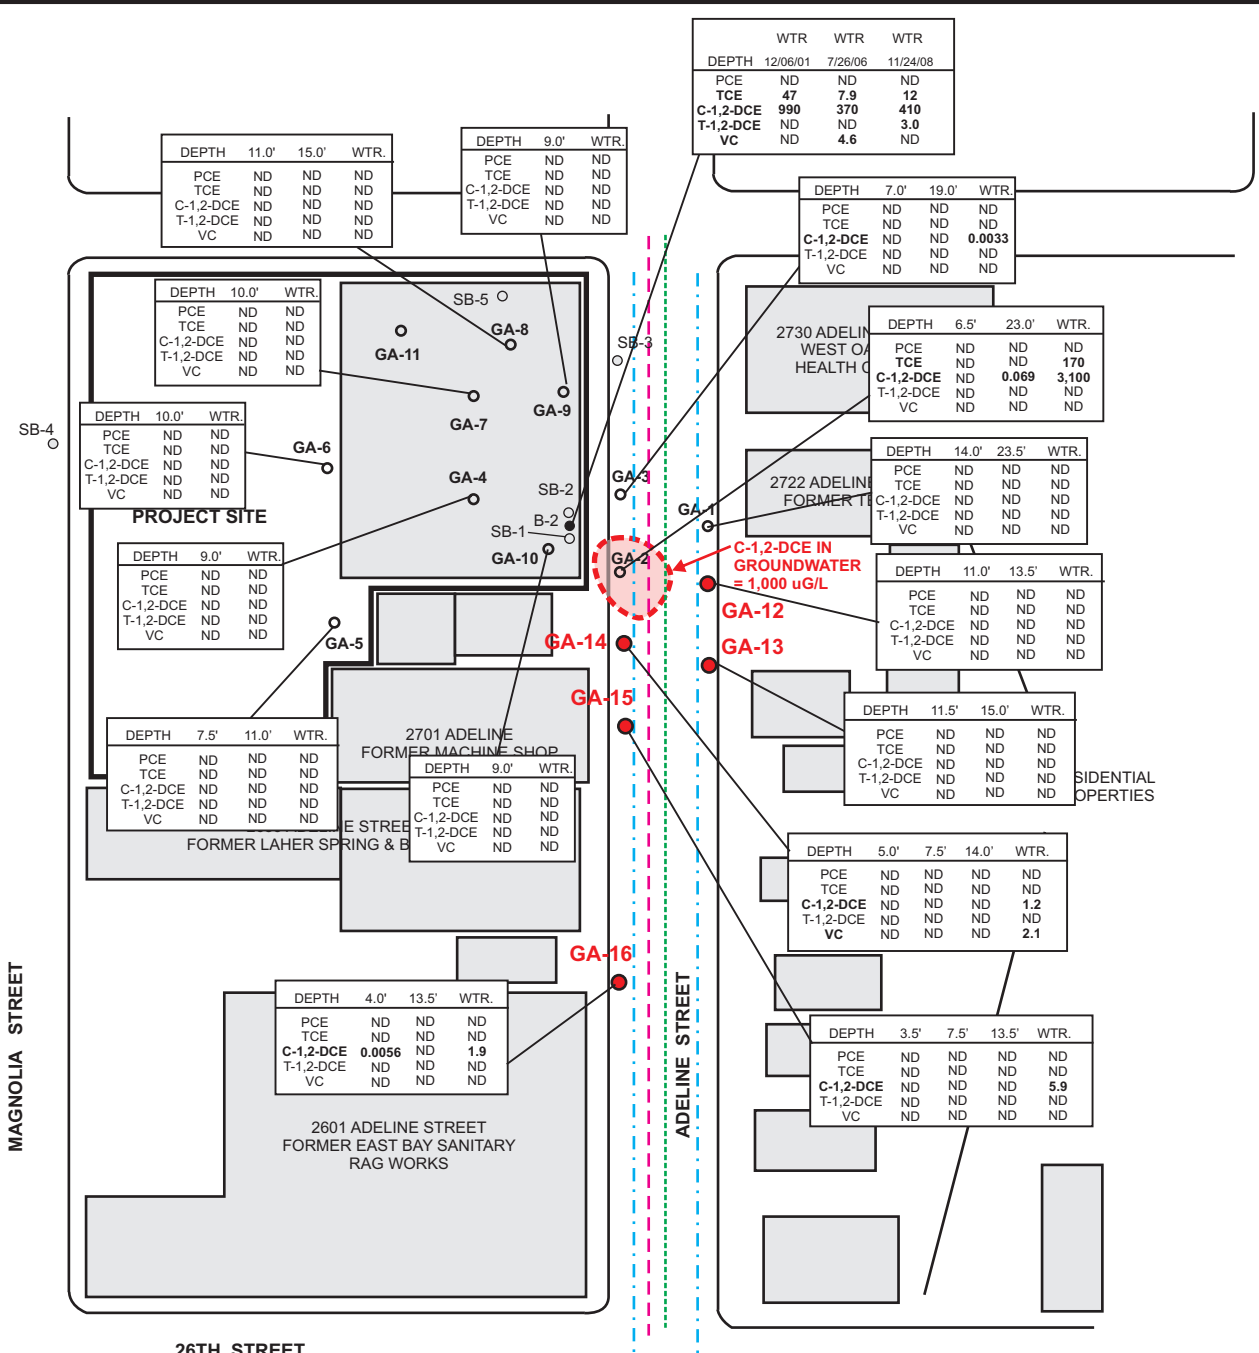 WTR WTR WTR
DEPTH 12/06/01 7/26/06 11/24/08
PCE ND ND ND
TCE 47 7.9 12
C-1,2-DCE 990 370 410
T-1,2-DCE ND ND 3.0
VC ND 4.6 ND
DEPTH 11.0' 15.0' WTR.
PCE ND ND ND
TCE ND ND ND
C-1,2-DCE ND ND ND
T-1,2-DCE ND ND ND
VC ND ND ND
DEPTH 9.0' WTR.
PCE ND ND
TCE ND ND
C-1,2-DCE ND ND
T-1,2-DCE ND ND
VC ND ND
DEPTH 7.0' 19.0' WTR.
PCE ND ND ND
TCE ND ND ND
C-1,2-DCE ND ND 0.0033
T-1,2-DCE ND ND ND
VC ND ND ND
DEPTH 10.0' WTR.
PCE ND ND
TCE ND ND
C-1,2-DCE ND ND
T-1,2-DCE ND ND
VC ND ND
SB-5
GA-8
GA-11
SB-3
2730 ADELIN
WEST OA
HEALTH C
DEPTH 6.5' 23.0' WTR.
PCE ND ND ND
TCE ND ND 170
C-1,2-DCE ND 0.069 3,100
T-1,2-DCE ND ND ND
VC ND ND ND
GA-7
GA-9
SB-4
DEPTH 10.0' WTR.
PCE ND ND
TCE ND ND
C-1,2-DCE ND ND
T-1,2-DCE ND ND
VC ND ND
GA-6
PROJECT SITE
GA-4
SB-2
B-2
SB-1
GA-10
GA-3
GA-1
GA-2
2722 ADELINE
FORMER TE
DEPTH 14.0' 23.5' WTR.
PCE ND ND ND
TCE ND ND ND
C-1,2-DCE ND ND ND
T-1,2-DCE ND ND ND
VC ND ND ND
C-1,2-DCE IN
GROUNDWATER
= 1,000 uG/L
DEPTH 9.0' WTR.
PCE ND ND
TCE ND ND
C-1,2-DCE ND ND
T-1,2-DCE ND ND
VC ND ND
DEPTH 11.0' 13.5' WTR.
PCE ND ND ND
TCE ND ND ND
C-1,2-DCE ND ND ND
T-1,2-DCE ND ND ND
VC ND ND ND
GA-12
GA-5
GA-14
GA-13
GA-15
DEPTH 11.5' 15.0' WTR.
PCE ND ND ND
TCE ND ND ND
C-1,2-DCE ND ND ND
T-1,2-DCE ND ND ND
VC ND ND ND
SIDENTIAL
OPERTIES
DEPTH 7.5' 11.0' WTR.
PCE ND ND ND
TCE ND ND ND
C-1,2-DCE ND ND ND
T-1,2-DCE ND ND ND
VC ND ND ND
2701 ADELINE
FORMER MACHINE SHOP
DEPTH 9.0' WTR.
PCE ND ND
TCE ND ND
C-1,2-DCE ND ND
T-1,2-DCE ND ND
VC ND ND
E STREE
FORMER LAHER SPRING & B
DEPTH 5.0' 7.5' 14.0' WTR.
PCE ND ND ND ND
TCE ND ND ND ND
C-1,2-DCE ND ND ND 1.2
T-1,2-DCE ND ND ND ND
VC ND ND ND 2.1
GA-16
DEPTH 4.0' 13.5' WTR.
PCE ND ND ND
TCE ND ND ND
C-1,2-DCE 0.0056 ND 1.9
T-1,2-DCE ND ND ND
VC ND ND ND
DEPTH 3.5' 7.5' 13.5' WTR.
PCE ND ND ND ND
TCE ND ND ND ND
C-1,2-DCE ND ND ND 5.9
T-1,2-DCE ND ND ND ND
VC ND ND ND ND
2601 ADELINE STREET
FORMER EAST BAY SANITARY
RAG WORKS
MAGNOLIA STREET
ADELINE STREET
26TH STREET